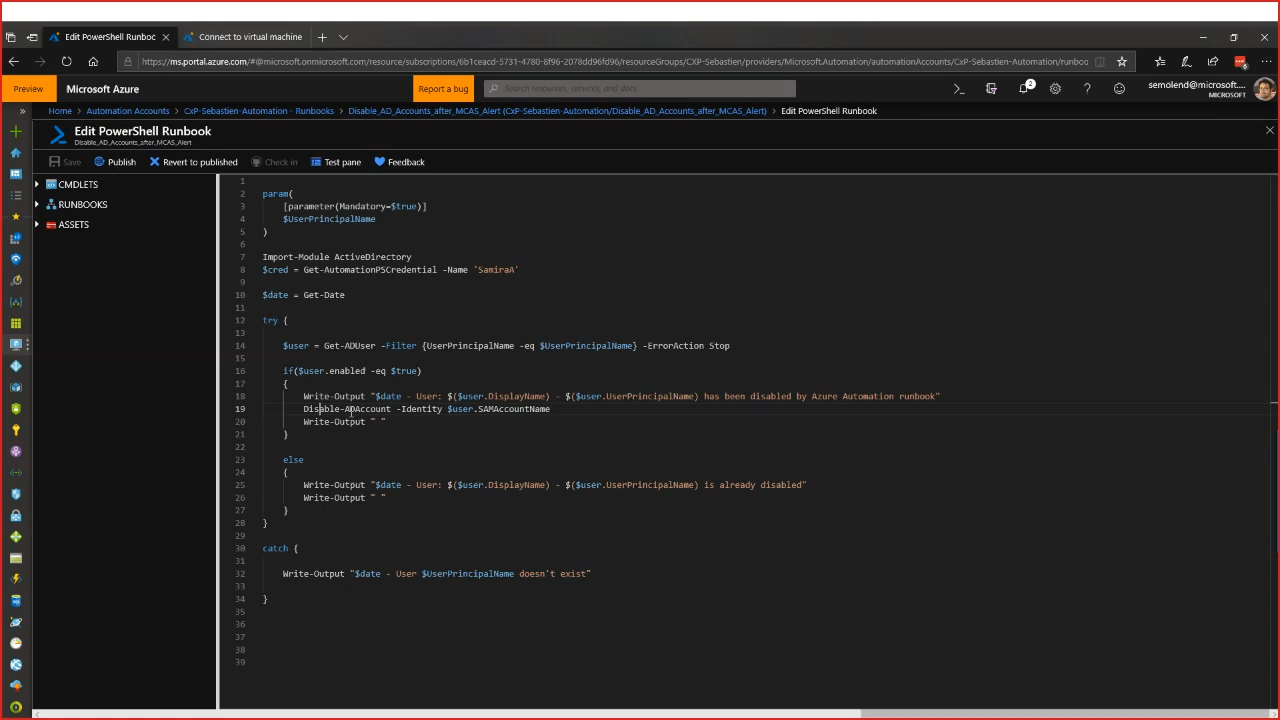 Edit PowerShell Runboc
Connect to virtual machine
https://ms.portal.azure.com/#@microsoft.onmicrosoft.com/resource/subscriptions/6b1ceacd-5731-4780-8f96-2078dd96fd96/resourceGroups/CXP-Sebastien/providers/Microsoft.Automation/automationAccounts/CxP-Sebastien-Automation/runboo
Preview
Microsoft Azure
Report a bug
Search resources, services, and docs
2
semolend@microsoft....
MICROSOFT
Home
Automation Accounts
CxP-Sebastien-Automation - Runbooks
Disable_AD_Accounts_after_MCAS_Alert (CxP-Sebastien-Automation/Disable_AD_Accounts_after_MCAS_Alert)
Edit PowerShell Runbook
Edit PowerShell Runbook
Disable_AD_Accounts_after_MCAS_Alert
Save
Publish
Revert to published
Check in
Test pane
Feedback
CMDLETS
RUNBOOKS
ASSETS
1
2 param(
3 [parameter(Mandatory=$true)]
4 $UserPrincipalName
5 )
6
7 Import-Module ActiveDirectory
8 $cred = Get-AutomationPSCredential -Name 'SamiraA'
9
10 $date = Get-Date
11
12 try {
13
14 $user = Get-ADUser -Filter {UserPrincipalName -eq $UserPrincipalName} -ErrorAction Stop
15
16 if($user.enabled -eq $true)
17 {
18 Write-Output "$date - User: $($user.DisplayName) - $($user.UserPrincipalName) has been disabled by Azure Automation runbook"
19 Disable-ADAccount -Identity $user.SAMAccountName
20 Write-Output " "
21 }
22
23 else
24 {
25 Write-Output "$date - User: $($user.DisplayName) - $($user.UserPrincipalName) is already disabled"
26 Write-Output " "
27 }
28 }
29
30 catch {
31
32 Write-Output "$date - User $UserPrincipalName doesn't exist"
33
34 }
35
36
37
38
39